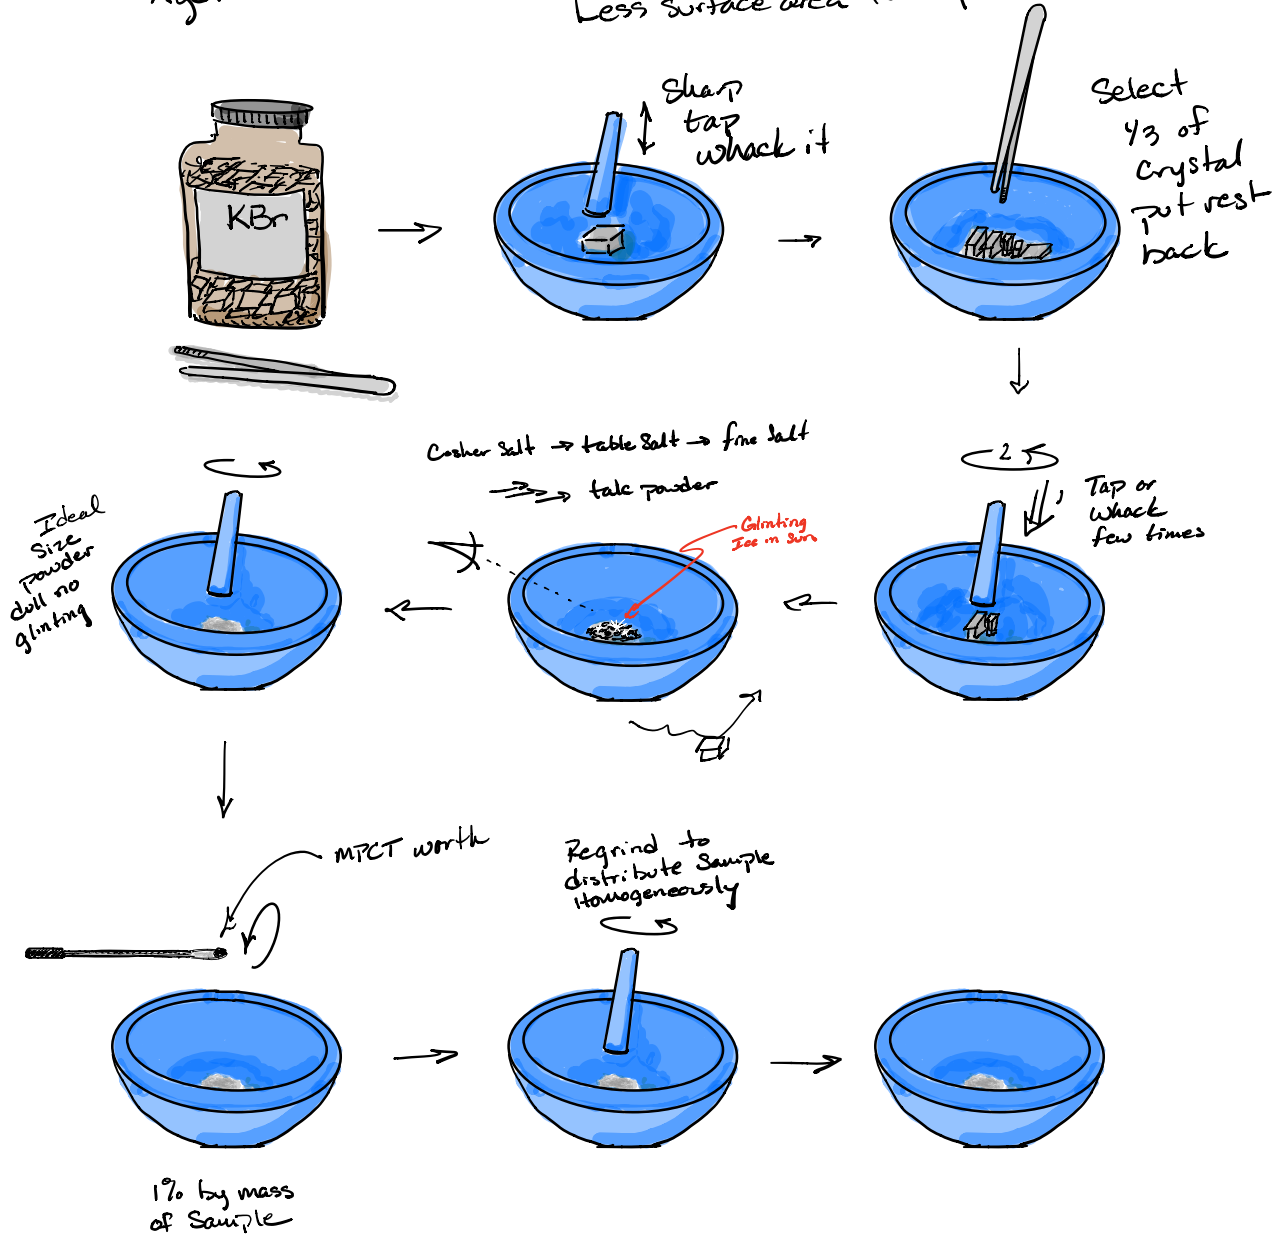 Less surface area
KBr
Sharp
tap
whack it
Select
1/3 of
Crystal
put rest
back
Cosher Salt → table Salt → fine Salt
talc powder
Ideal
Size
powder
dull no
glinting
Glinting
Ice in Sun
2
Tap or
whack
few times
MPCT worth
Regrind to
distribute Sample
Homogeneously
1% by mass
of Sample